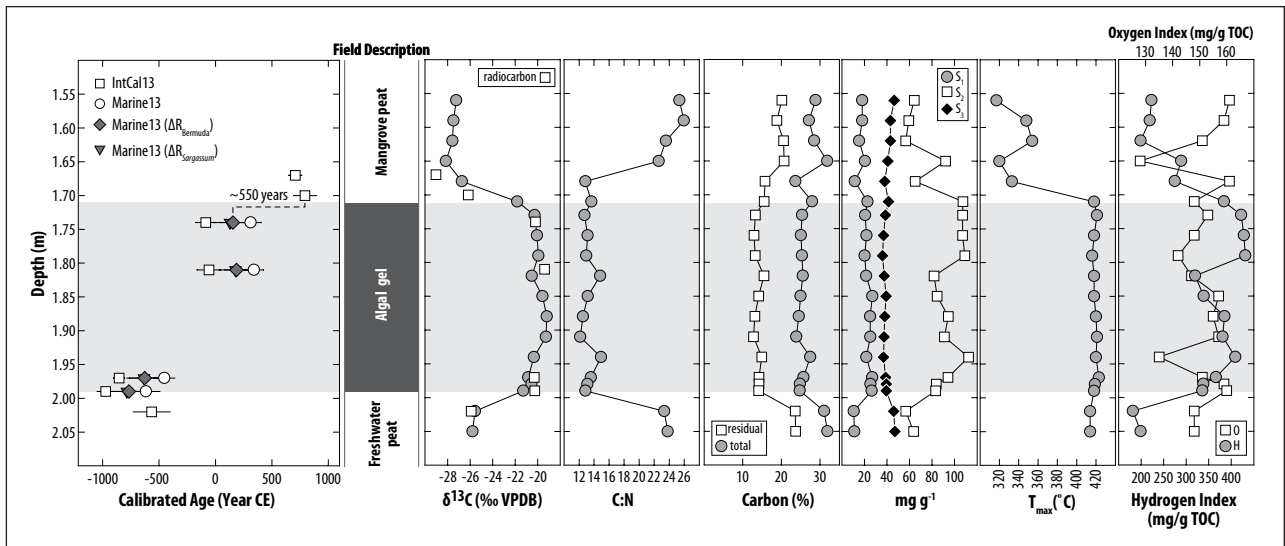 Oxygen Index (mg/g TOC)
130 140 150 160
Field Description
IntCal13
Marine13
Marine13 (ΔR Bermuda)
Marine13 (ΔR Sargassum)
~550 years
Depth (m)
1.55
1.60
1.65
1.70
1.75
1.80
1.85
1.90
1.95
2.00
2.05
-1000 -500 0 500 1000
Calibrated Age (Year CE)
Mangrove peat
Algal gel
Freshwater
peat
radiocarbon
-28 -26 -24 -22 -20
δ¹³C (‰ VPDB)
12 14 16 18 20 22 24 26
C:N
residual
total
10 20 30
Carbon (%)
S₁
S₂
S₃
20 40 60 80 100
mg g⁻¹
320 340 360 380 400 420
Tmax(˚C)
O
H
200 250 300 350 400
Hydrogen Index
(mg/g TOC)